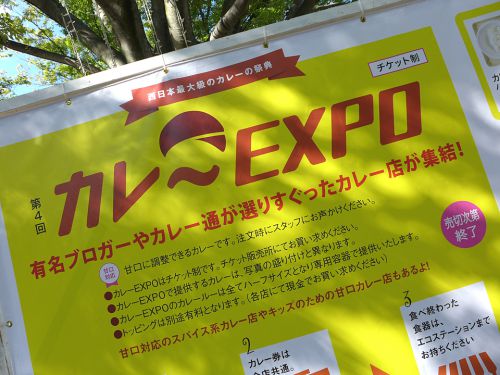 西日本最大級のカレーの祭典
チケット制
第4回
カレーEXPO
有名ブロガーやカレー通が選りすぐったカレー店が集結!
売切次第
終了
甘口
対応
甘口に調整できるカレーです。注文時にスタッフにお声かけください。
●カレーEXPOはチケット制です。チケット販売所にてお買い求めください。
●カレーEXPOで提供するカレーは、写真の盛り付けと異なります。
●カレーEXPOのカレールーは全てハーフサイズとなり専用容器で提供いたします。
●トッピングは別途有料となります。(各店にて現金でお買い求めください)
甘口対応のスパイス系カレー店やキッズのための甘口カレー店もあるよ!
2
カレー券は
全店共通。
3
食べ終わった
食器は、
エコステーションまで
お持ちください